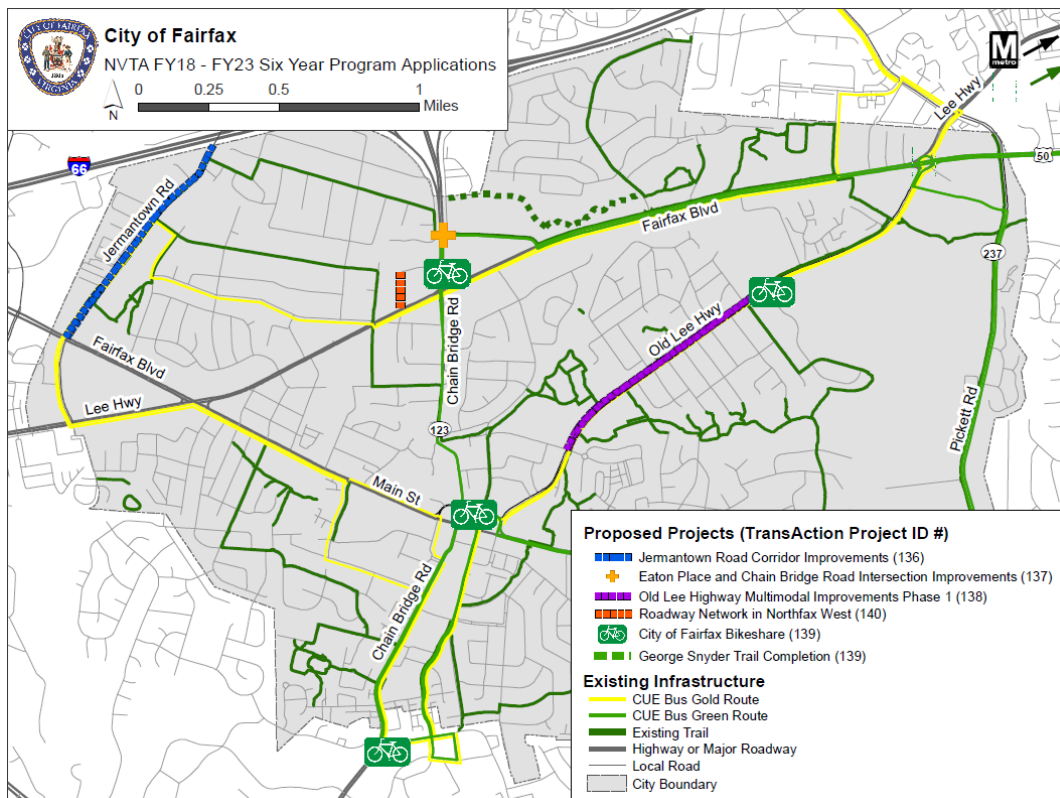 CITY OF FAIRFAX
VIRGINIA
City of Fairfax
NVTA FY18 - FY23 Six Year Program Applications
N
0 0.25 0.5 1
Miles
M
metro
Lee Hwy
66
50
Jermantown Rd
Fairfax Blvd
237
Old Lee Hwy
Chain Bridge Rd
Fairfax Blvd
Lee Hwy
123
Pickett Rd
Main St
Chain Bridge Rd
Proposed Projects (TransAction Project ID #)
Jermantown Road Corridor Improvements (136)
Eaton Place and Chain Bridge Road Intersection Improvements (137)
Old Lee Highway Multimodal Improvements Phase 1 (138)
Roadway Network in Northfax West (140)
City of Fairfax Bikeshare (139)
George Snyder Trail Completion (139)
Existing Infrastructure
CUE Bus Gold Route
CUE Bus Green Route
Existing Trail
Highway or Major Roadway
Local Road
City Boundary